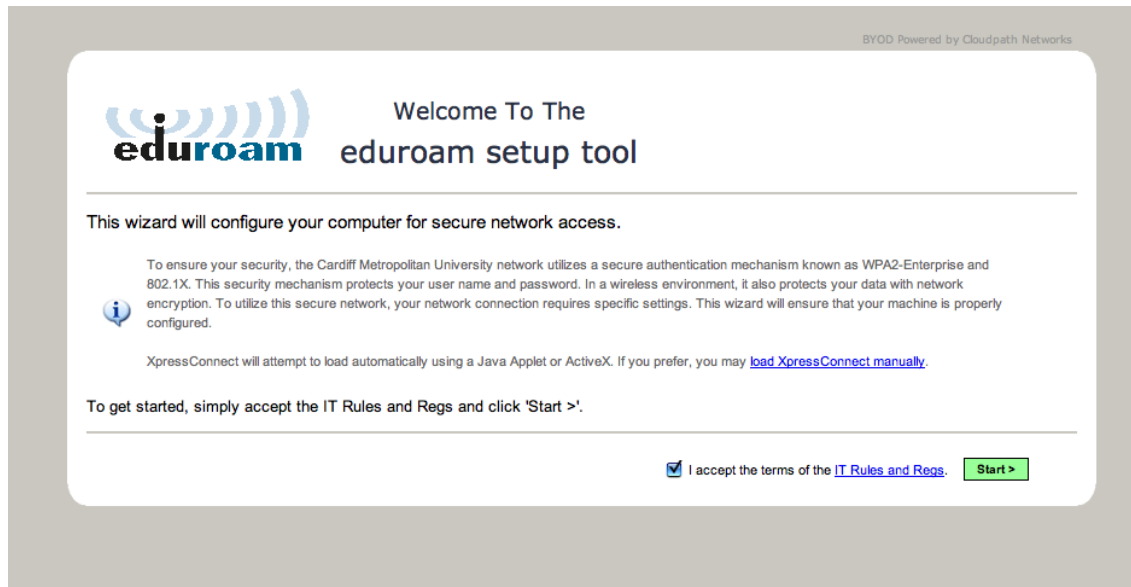 BYOD Powered by Cloudpath Networks
eduroam
Welcome To The
eduroam setup tool
This wizard will configure your computer for secure network access.
To ensure your security, the Cardiff Metropolitan University network utilizes a secure authentication mechanism known as WPA2-Enterprise and
802.1X. This security mechanism protects your user name and password. In a wireless environment, it also protects your data with network
encryption. To utilize this secure network, your network connection requires specific settings. This wizard will ensure that your machine is properly
configured.
XpressConnect will attempt to load automatically using a Java Applet or ActiveX. If you prefer, you may load XpressConnect manually.
To get started, simply accept the IT Rules and Regs and click 'Start >'.
I accept the terms of the IT Rules and Regs. Start >